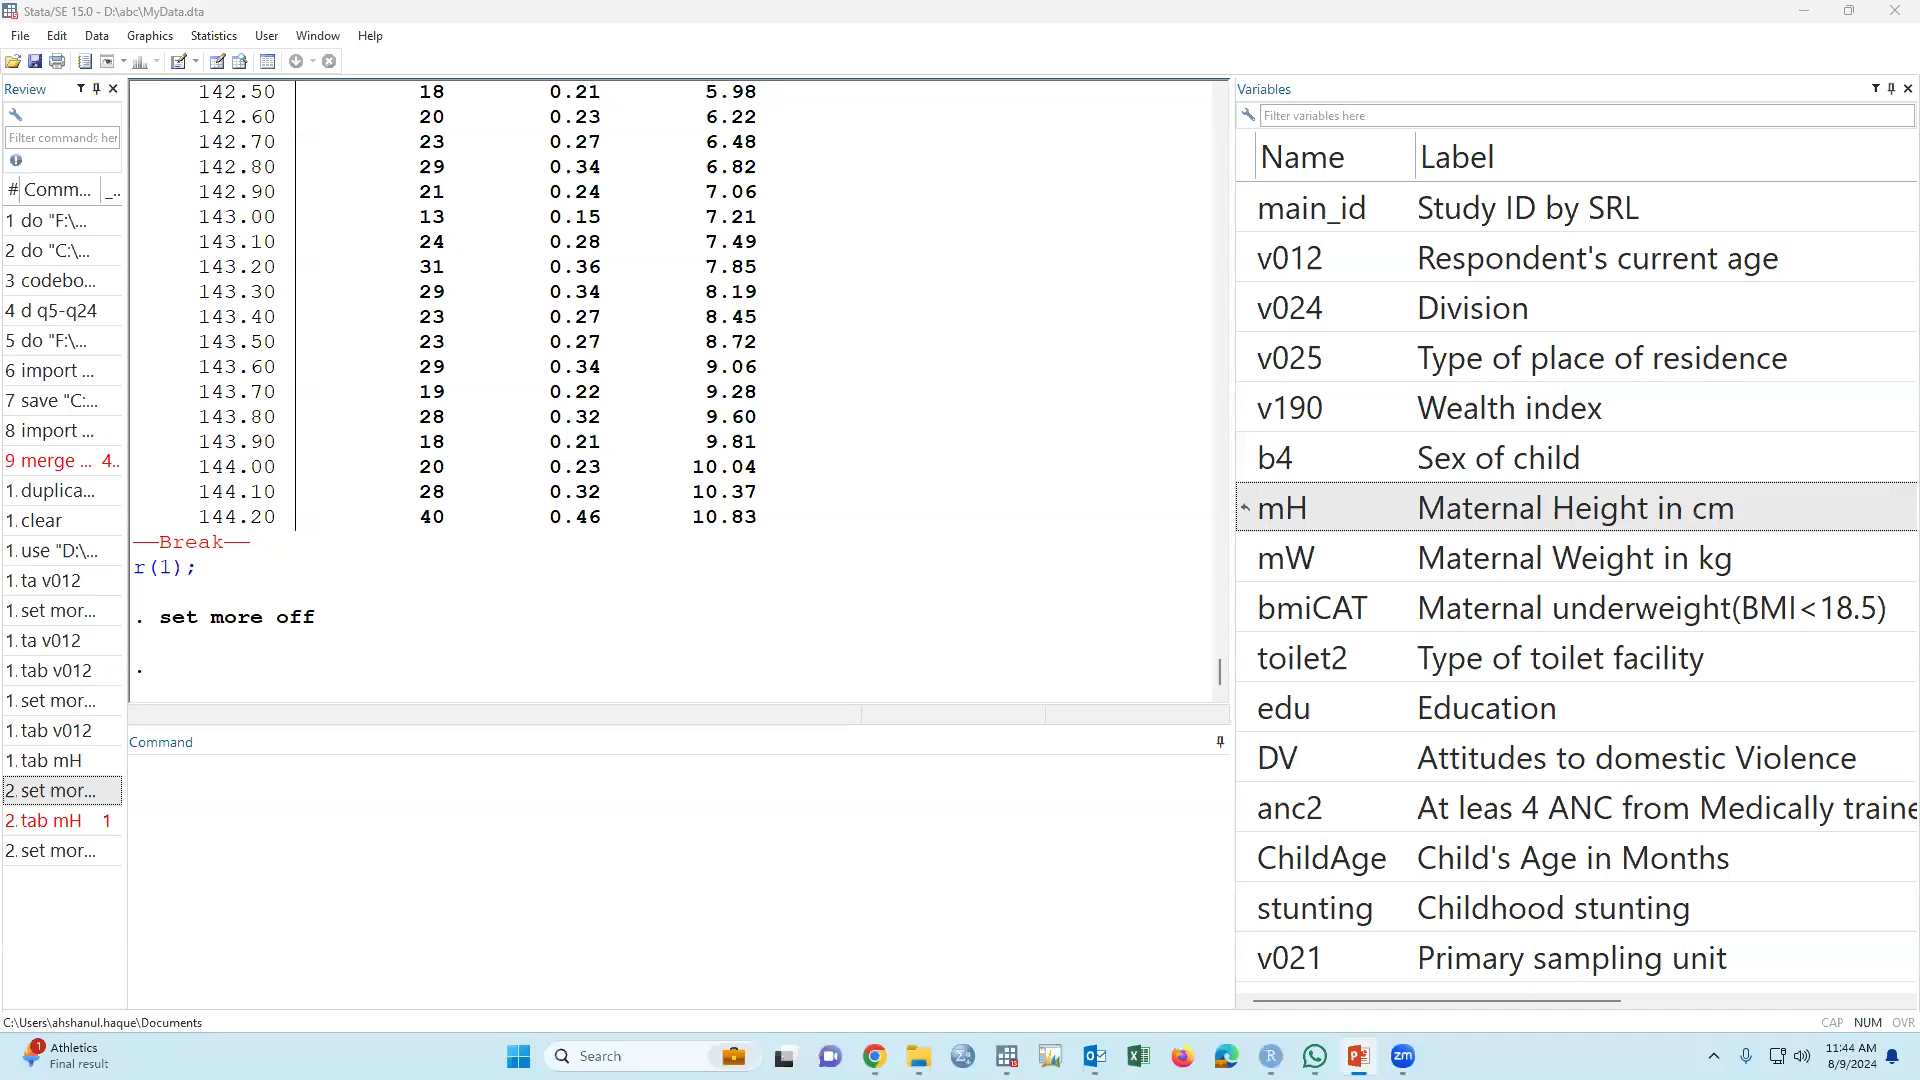 Stata/SE 15.0 - D:\abc\MyData.dta
File Edit Data Graphics Statistics User Window Help
Review
Filter commands her
# Comm... _..
1 do "F:\...
2 do "C:\...
3 codebo...
4 d q5-q24
5 do "F:\...
6 import ...
7 save "C:...
8 import ...
9 merge ... 4..
1. duplica...
1. clear
1. use "D:\...
1. ta v012
1. set mor...
1. ta v012
1. tab v012
1. set mor...
1. tab v012
1. tab mH
2. set mor...
2. tab mH 1
2. set mor...
142.50 18 0.21 5.98
142.60 20 0.23 6.22
142.70 23 0.27 6.48
142.80 29 0.34 6.82
142.90 21 0.24 7.06
143.00 13 0.15 7.21
143.10 24 0.28 7.49
143.20 31 0.36 7.85
143.30 29 0.34 8.19
143.40 23 0.27 8.45
143.50 23 0.27 8.72
143.60 29 0.34 9.06
143.70 19 0.22 9.28
143.80 28 0.32 9.60
143.90 18 0.21 9.81
144.00 20 0.23 10.04
144.10 28 0.32 10.37
144.20 40 0.46 10.83
—Break—
r(1);
. set more off
.
Command
Variables
Filter variables here
Name Label
main_id Study ID by SRL
v012 Respondent's current age
v024 Division
v025 Type of place of residence
v190 Wealth index
b4 Sex of child
mH Maternal Height in cm
mW Maternal Weight in kg
bmiCAT Maternal underweight(BMI<18.5)
toilet2 Type of toilet facility
edu Education
DV Attitudes to domestic Violence
anc2 At leas 4 ANC from Medically traine
ChildAge Child's Age in Months
stunting Childhood stunting
v021 Primary sampling unit
C:\Users\ahshanul.haque\Documents
CAP NUM OVR
1
Athletics
Final result
Search
zm
11:44 AM
8/9/2024